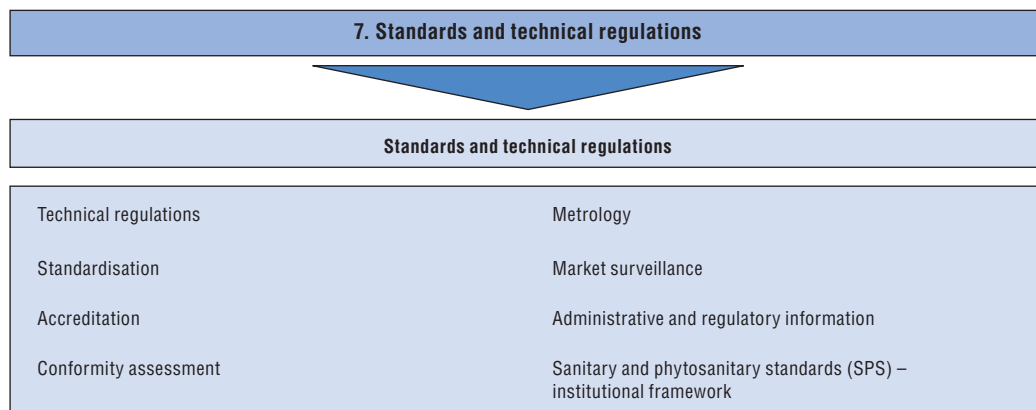 7. Standards and technical regulations
Standards and technical regulations
Technical regulations
Standardisation
Accreditation
Conformity assessment
Metrology
Market surveillance
Administrative and regulatory information
Sanitary and phytosanitary standards (SPS) –
institutional framework